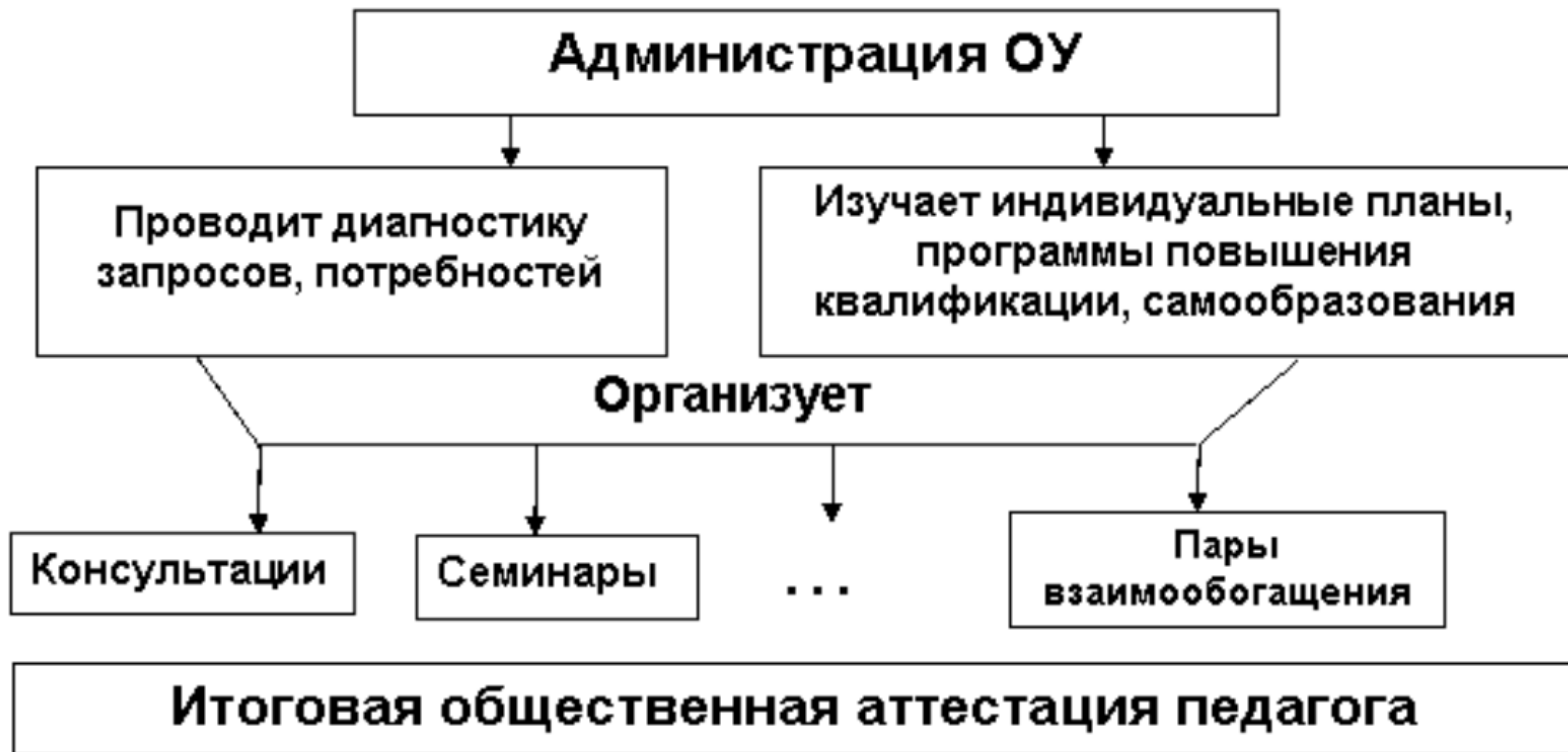 Администрация ОУ
Проводит диагностику
запросов, потребностей
Изучает индивидуальные планы,
программы повышения
квалификации, самообразования
Организует
Консультации
Семинары
...
Пары
взаимообогащения
Итоговая общественная аттестация педагога